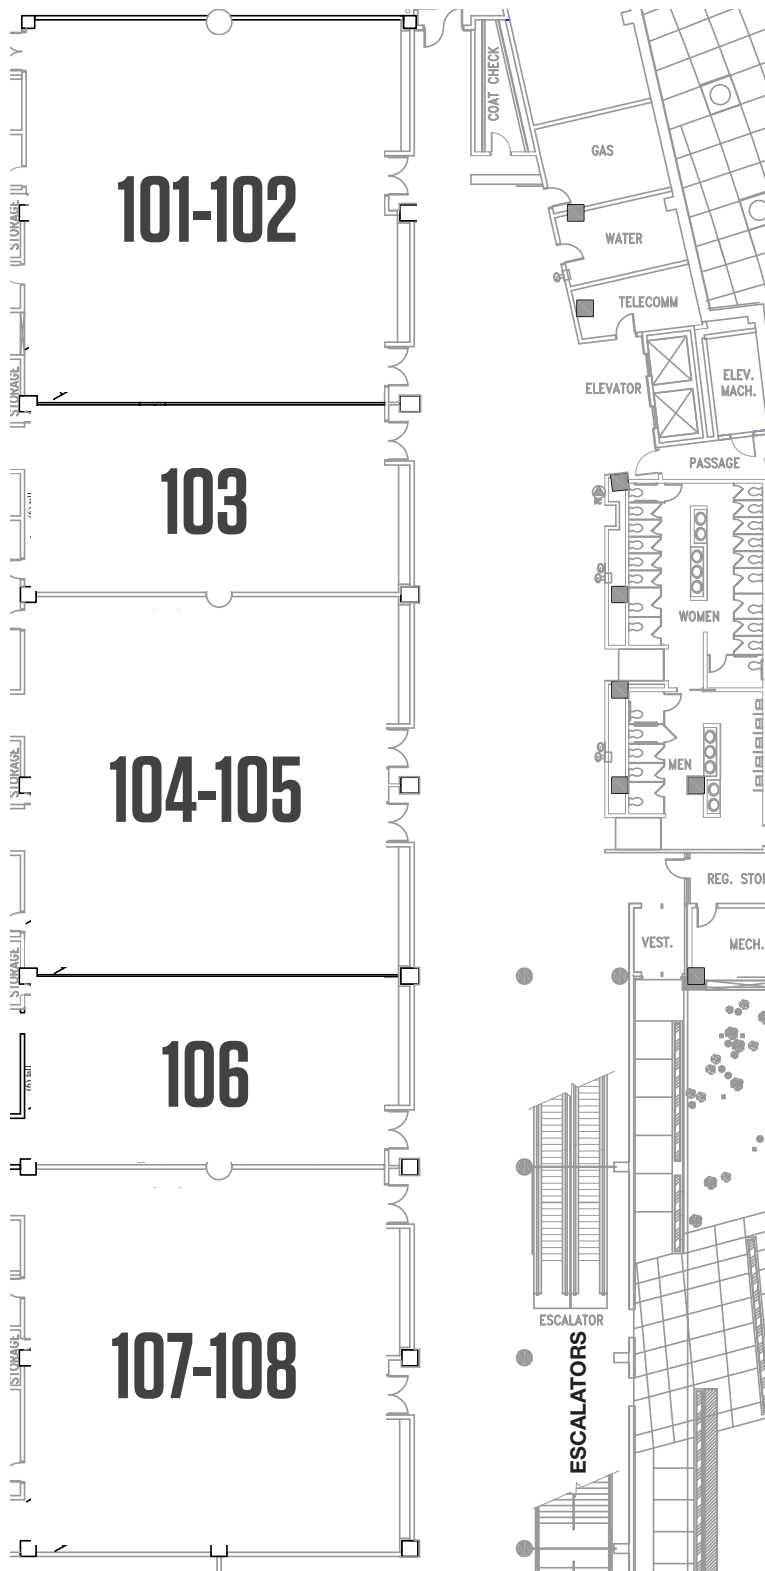 COAT CHECK
GAS
101-102
STORAGE
WATER
TELECOMM
STORAGE
ELEVATOR
ELEV.
MACH.
PASSAGE
103
WOMEN
104-105
STORAGE
MEN
REG. STOR
VEST.
MECH.
STORAGE
106
ESCALATOR
ESCALATORS
107-108
STORAGE